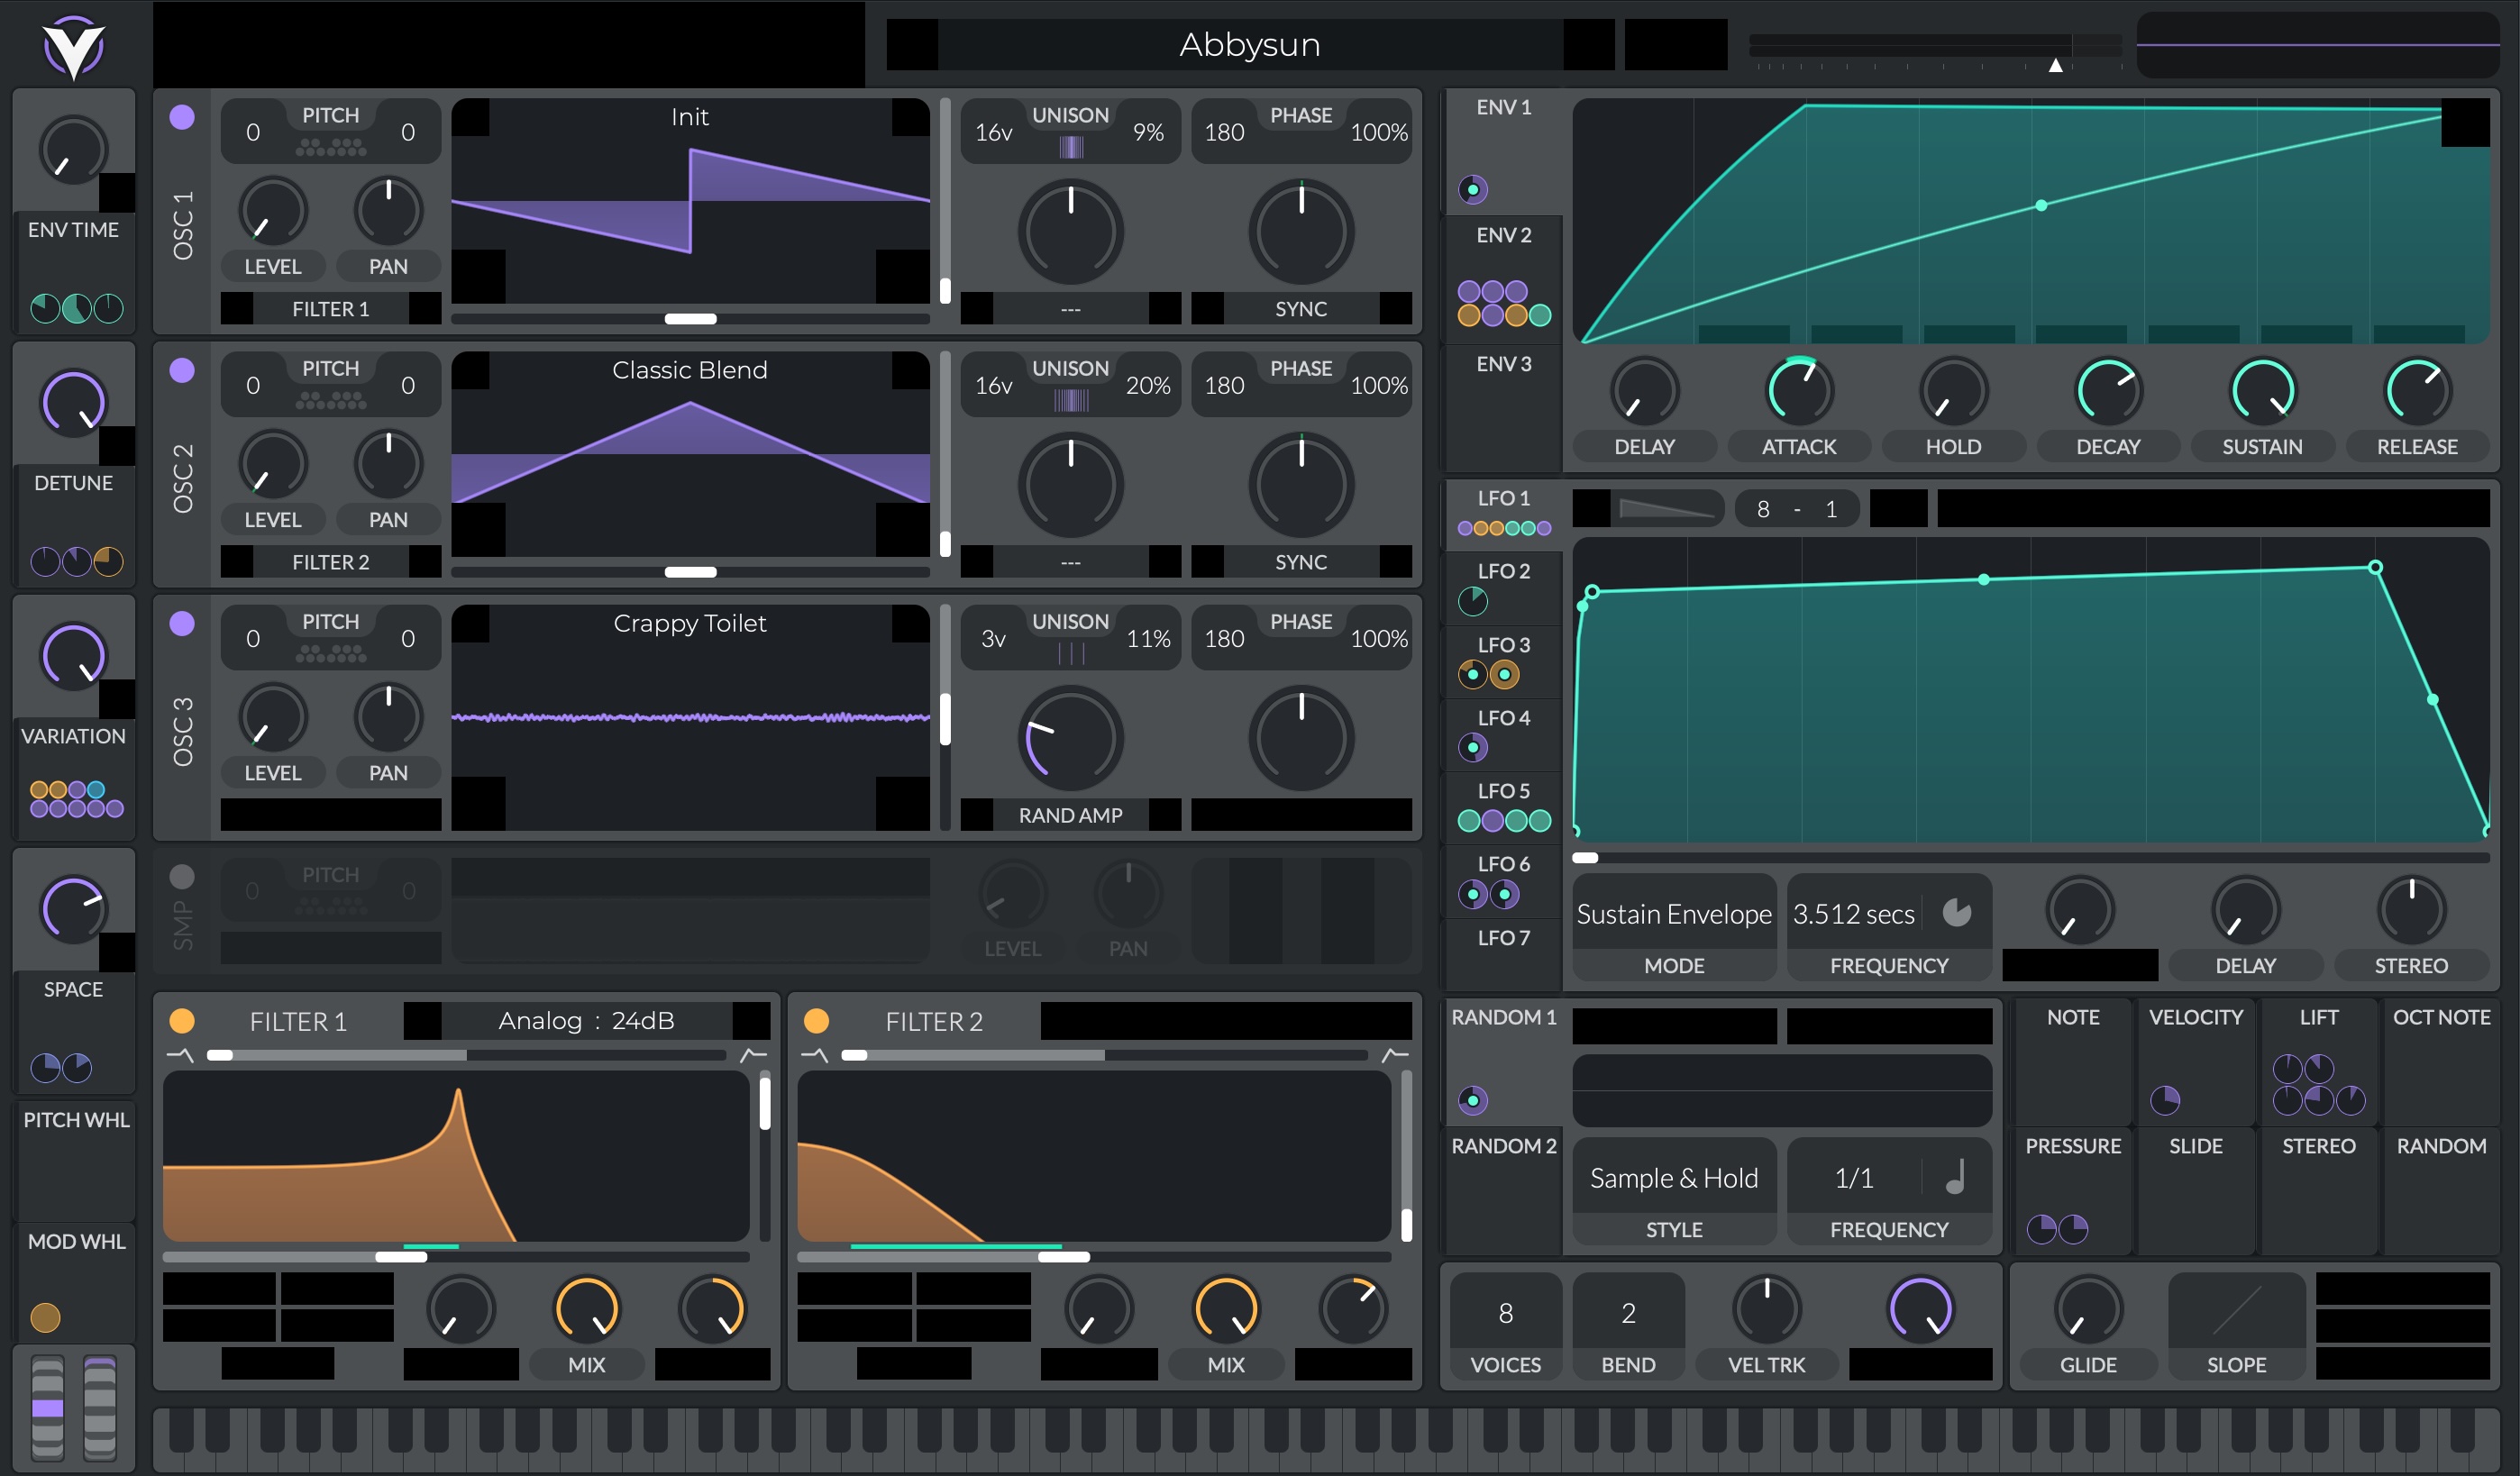 Abbysun
ENV TIME
DETUNE
VARIATION
SPACE
PITCH WHL
MOD WHL
OSC 1
0 PITCH 0
LEVEL PAN
FILTER 1
Init
16v UNISON 9%
---
180 PHASE 100%
SYNC
OSC 2
0 PITCH 0
LEVEL PAN
FILTER 2
Classic Blend
16v UNISON 20%
---
180 PHASE 100%
SYNC
OSC 3
0 PITCH 0
LEVEL PAN
Crappy Toilet
3v UNISON 11%
RAND AMP
180 PHASE 100%
SMP
0 PITCH 0
LEVEL PAN
FILTER 1 Analog : 24dB
MIX
FILTER 2
MIX
ENV 1
ENV 2
ENV 3
DELAY ATTACK HOLD DECAY SUSTAIN RELEASE
LFO 1
LFO 2
LFO 3
LFO 4
LFO 5
LFO 6
LFO 7
8 - 1
Sustain Envelope
MODE
3.512 secs
FREQUENCY
DELAY STEREO
RANDOM 1
RANDOM 2
Sample & Hold
STYLE
1/1
FREQUENCY
NOTE VELOCITY LIFT OCT NOTE
PRESSURE SLIDE STEREO RANDOM
8
VOICES
2
BEND
VEL TRK
GLIDE SLOPE